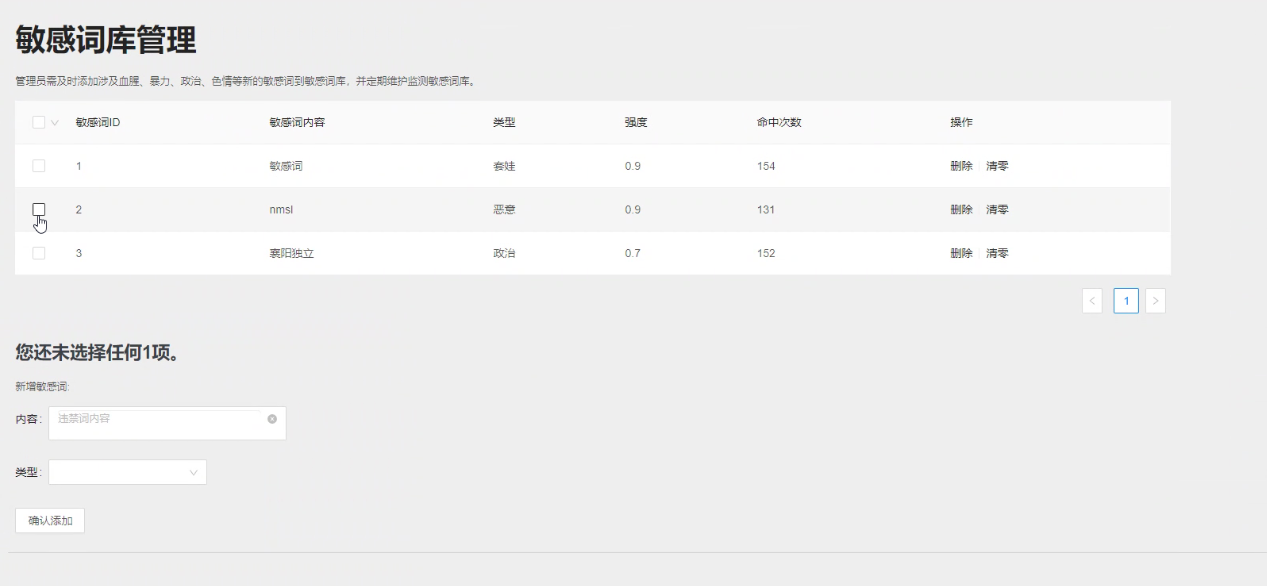 敏感词库管理
管理员需及时添加涉及血腥、暴力、政治、色情等新的敏感词到敏感词库，并定期维护监测敏感词库。
敏感词ID 敏感词内容 类型 强度 命中次数 操作
1 敏感词 套娃 0.9 154 删除 清零
2 nmsl 恶意 0.9 131 删除 清零
3 襄阳独立 政治 0.7 152 删除 清零
1
您还未选择任何1项。
新增敏感词:
内容: 违禁词内容
类型:
确认添加